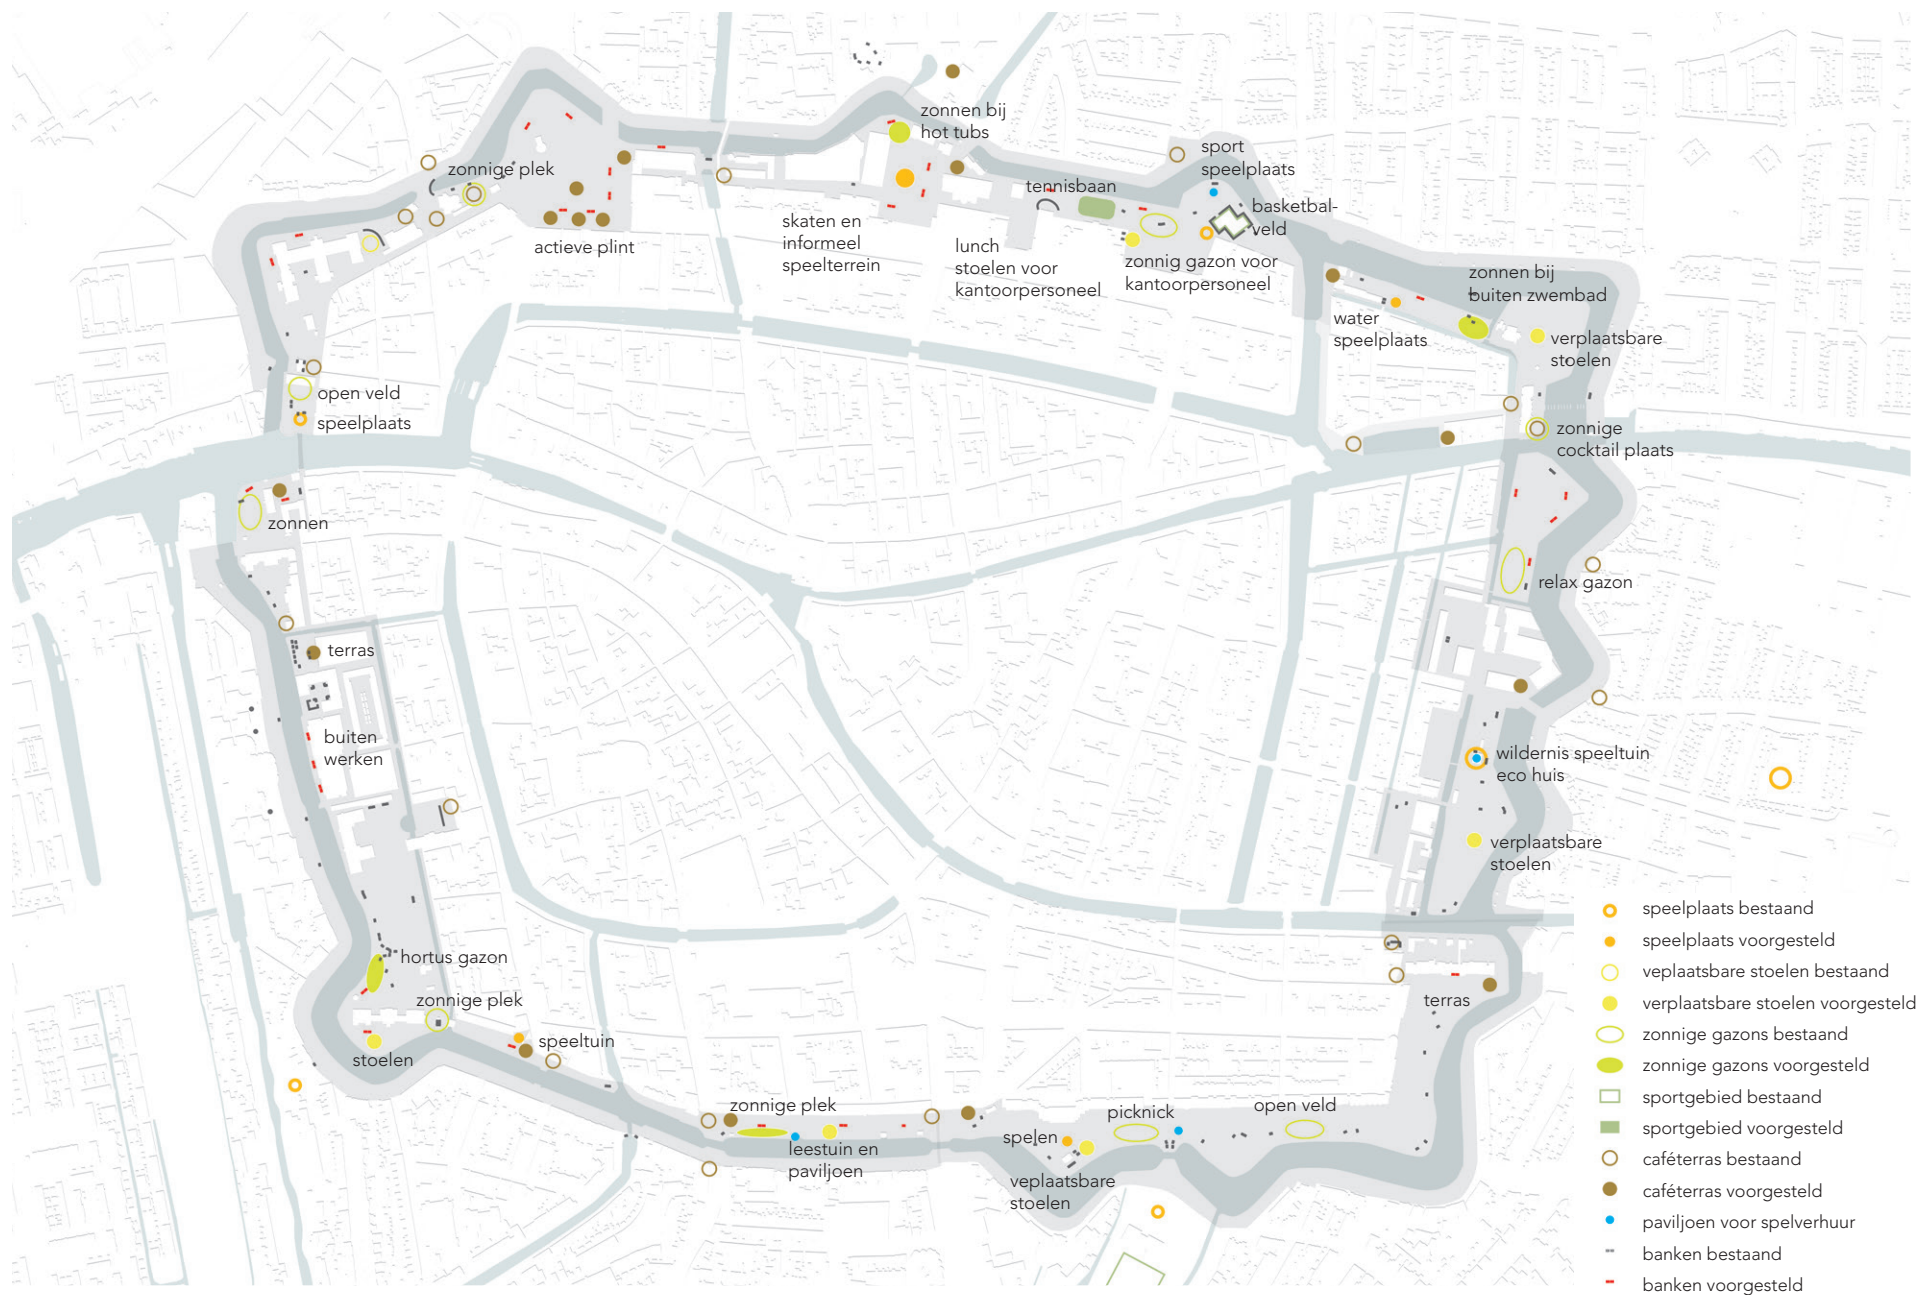 zonnen bij
hot tubs
zonnige plek
sport
speelplaats
tennisbaan
basketbal-
veld
skaten en
informeel
speelterrein
actieve plint
lunch
stoelen voor
kantoorpersoneel
zonnig gazon voor
kantoorpersoneel
zonnen bij
buiten zwembad
water
speelplaats
verplaatsbare
stoelen
open veld
speelplaats
zonnige
cocktail plaats
zonnen
relax gazon
terras
buiten
werken
wildernis speeltuin
eco huis
verplaatsbare
stoelen
hortus gazon
zonnige plek
stoelen
speeltuin
terras
zonnige plek
leestuin en
paviljoen
picknick
open veld
spelen
veplaatsbare
stoelen
speelplaats bestaand
speelplaats voorgesteld
veplaatsbare stoelen bestaand
verplaatsbare stoelen voorgesteld
zonnige gazons bestaand
zonnige gazons voorgesteld
sportgebied bestaand
sportgebied voorgesteld
caféterras bestaand
caféterras voorgesteld
paviljoen voor spelverhuur
banken bestaand
banken voorgesteld